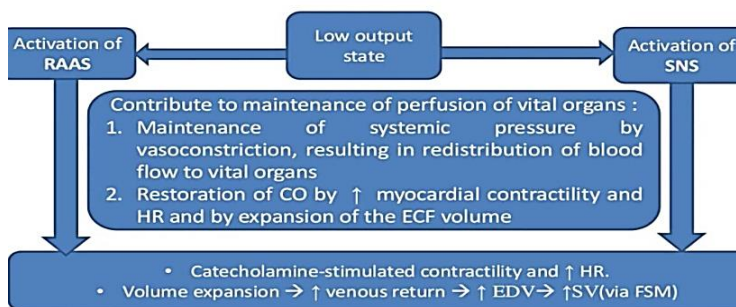 Activation of
RAAS
Low output
state
Activation of
SNS
Contribute to maintenance of perfusion of vital organs :
1. Maintenance of systemic pressure by
vasoconstriction, resulting in redistribution of blood
flow to vital organs
2. Restoration of CO by ↑ myocardial contractility and
HR and by expansion of the ECF volume
• Catecholamine-stimulated contractility and ↑ HR.
• Volume expansion → ↑ venous return → ↑ EDV→ ↑SV(via FSM)